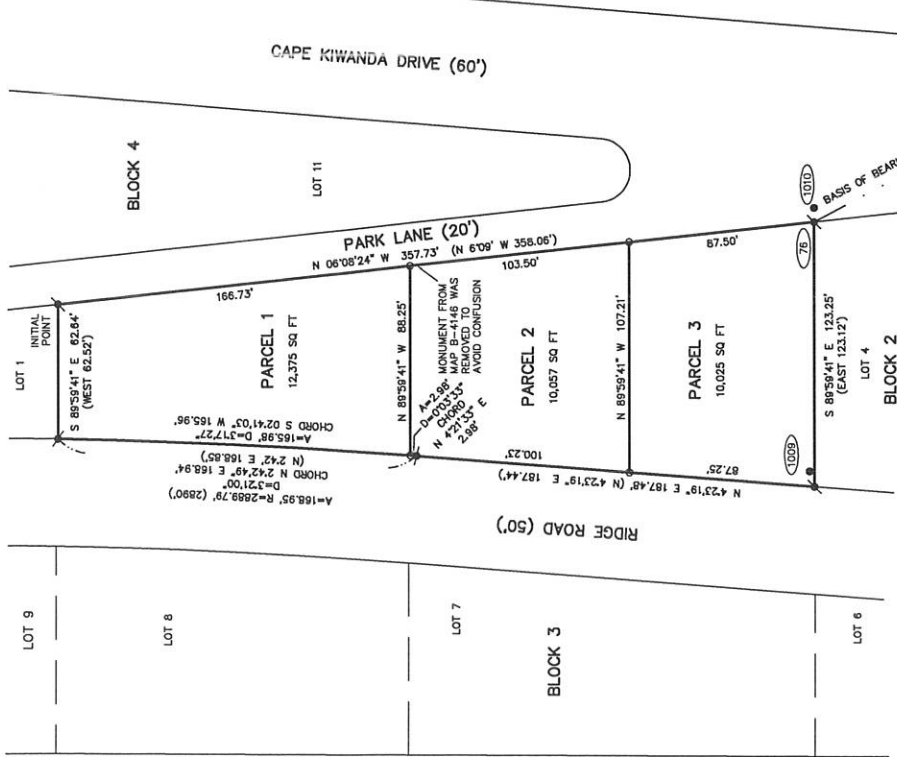 CAPE KIWANDA DRIVE (60')
BLOCK 4
LOT 11
PARK LANE (20')
N 06°08'24" W 357.73' (N 6°09' W 358.06')
166.73'
103.50'
87.50'
1010
BASIS OF BEAR
76
LOT 1
INITIAL
POINT
S 89°59'41" E 62.64'
(WEST 62.52')
PARCEL 1
12,375 SQ FT
N 89°59'41" W 88.25'
MONUMENT FROM
MAP B-4146 WAS
REMOVED TO
AVOID CONFUSION
A=2.98'
D=0°03'33"
CHORD
N 4°21'33" E
2.98'
PARCEL 2
10,057 SQ FT
N 89°59'41" W 107.21'
PARCEL 3
10,025 SQ FT
S 89°59'41" E 123.25'
(EAST 123.12')
LOT 4
BLOCK 2
1009
A=165.98' D=3°17'27"
CHORD S 02°41'03" W 165.96'
100.23'
87.25'
N 4°23'19" E 187.48' (N 4°23'19" E 187.44')
A=168.95' R=2889.79' (2890')
D=3°21'00"
CHORD N 2°42'49" E 168.94'
(N 2°42' E 168.85')
RIDGE ROAD (50')
LOT 9
LOT 8
LOT 7
BLOCK 3
LOT 6